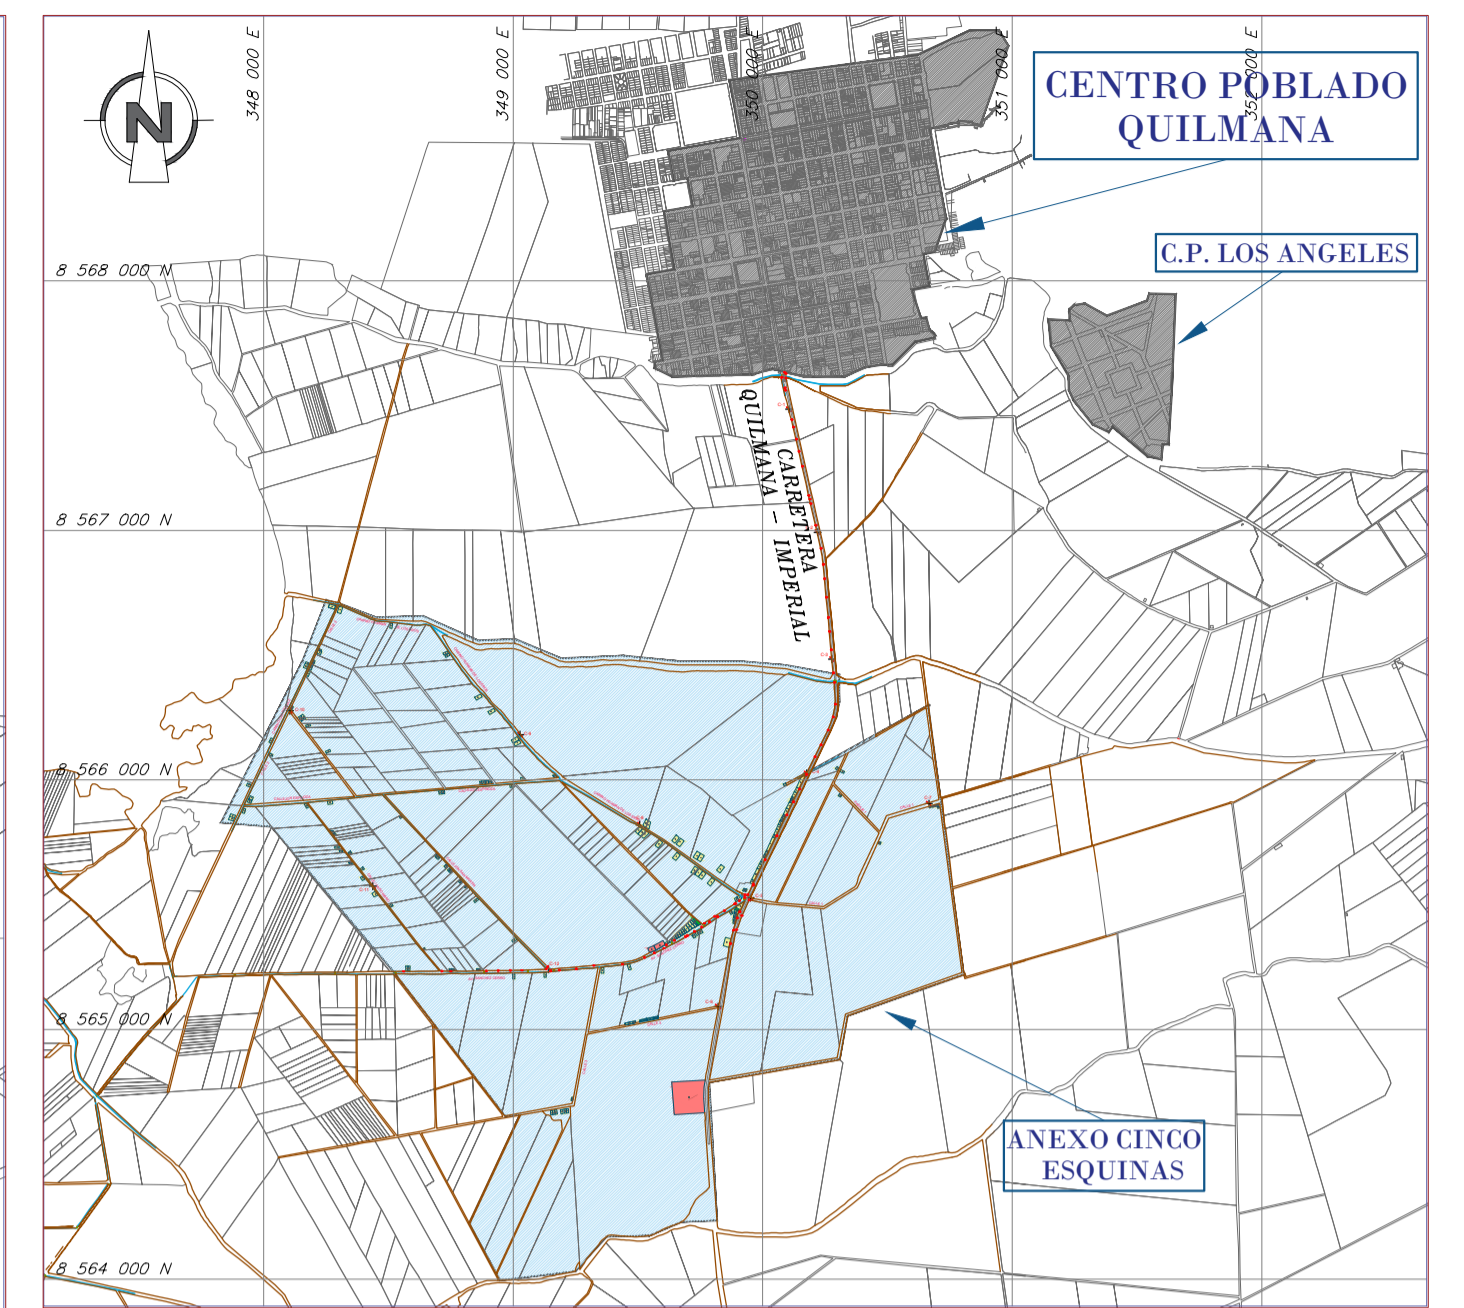 348 000 E
349 000 E
350 000 E
351 000 E
352 000 E
N
CENTRO POBLADO
QUILMANA
C.P. LOS ANGELES
8 568 000 N
CARRETERA
QUILMANA - IMPERIAL
8 567 000 N
8 566 000 N
8 565 000 N
ANEXO CINCO
ESQUINAS
8 564 000 N